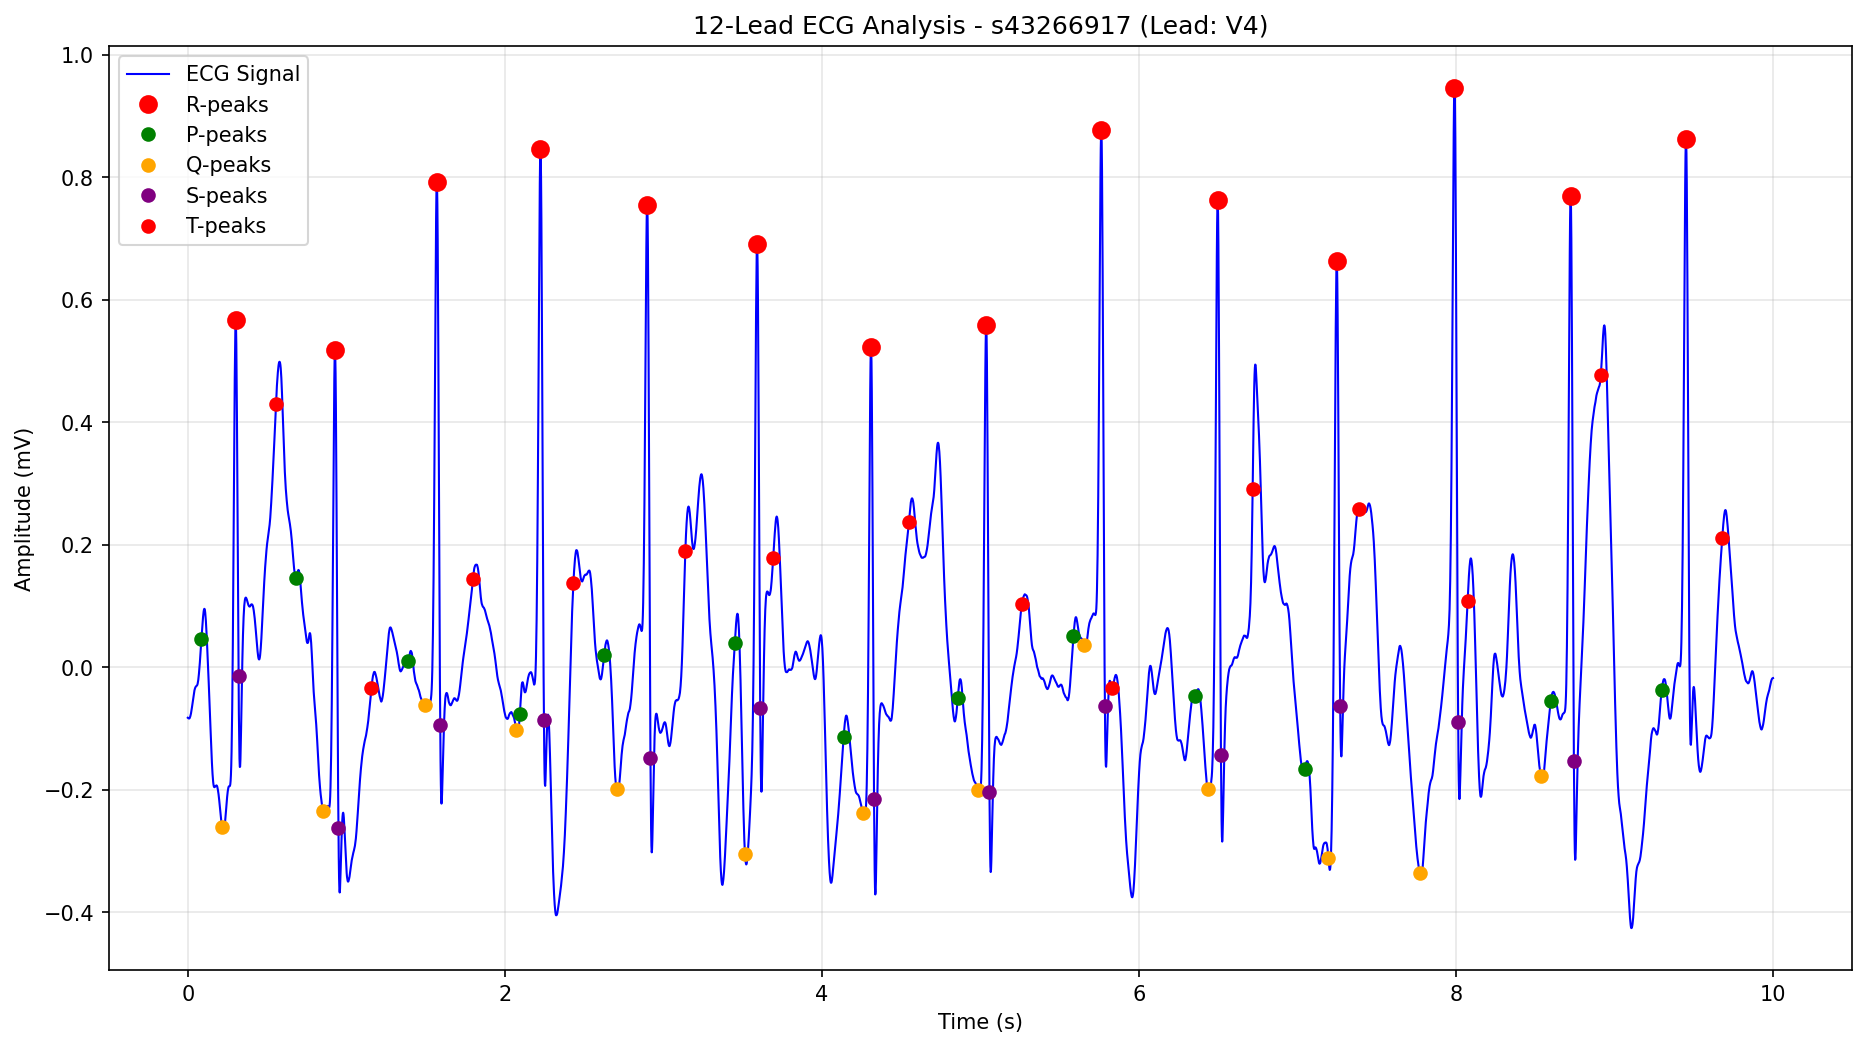 12-Lead ECG Analysis - s43266917 (Lead: V4)
ECG Signal
R-peaks
P-peaks
Q-peaks
S-peaks
T-peaks
Amplitude (mV)
1.0
0.8
0.6
0.4
0.2
0.0
−0.2
−0.4
0 2 4 6 8 10
Time (s)